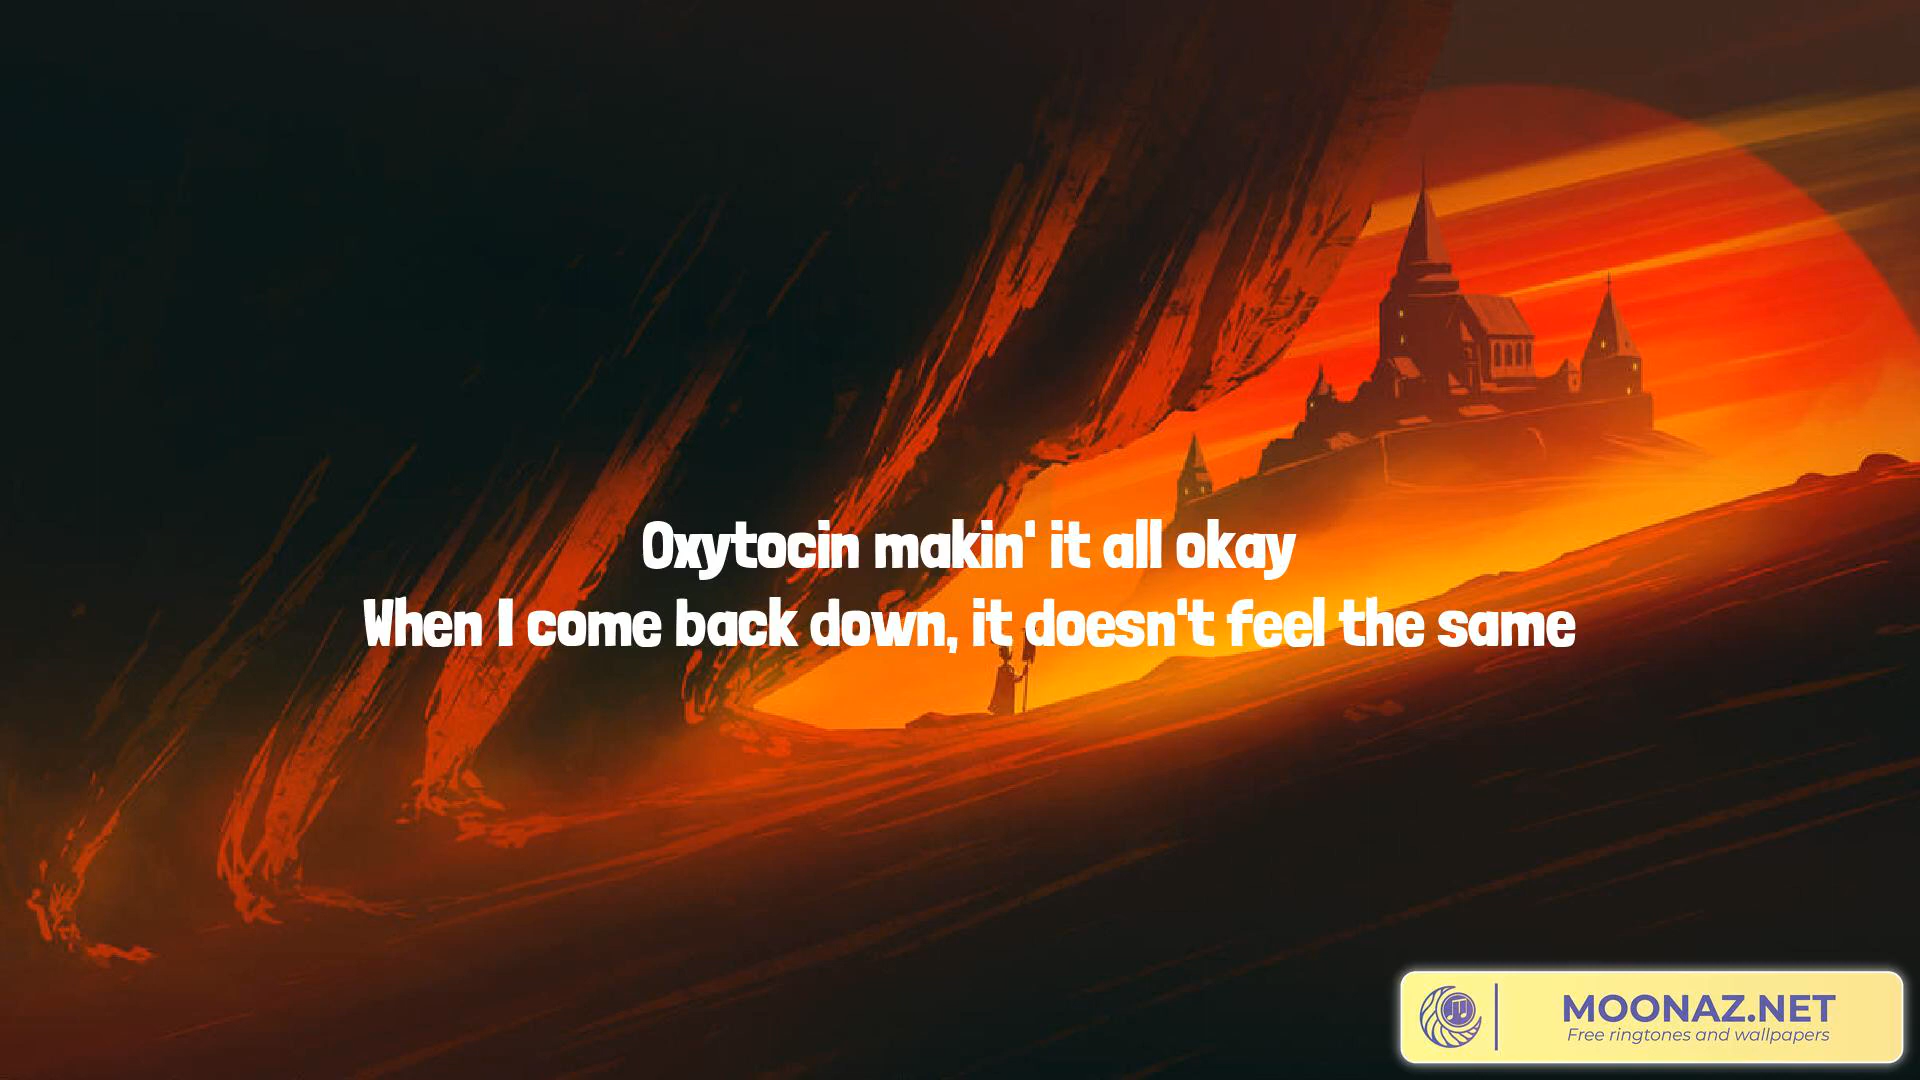 Oxytocin makin' it all okay
When I come back down, it doesn't feel the same
MOONAZ.NET
Free ringtones and wallpapers